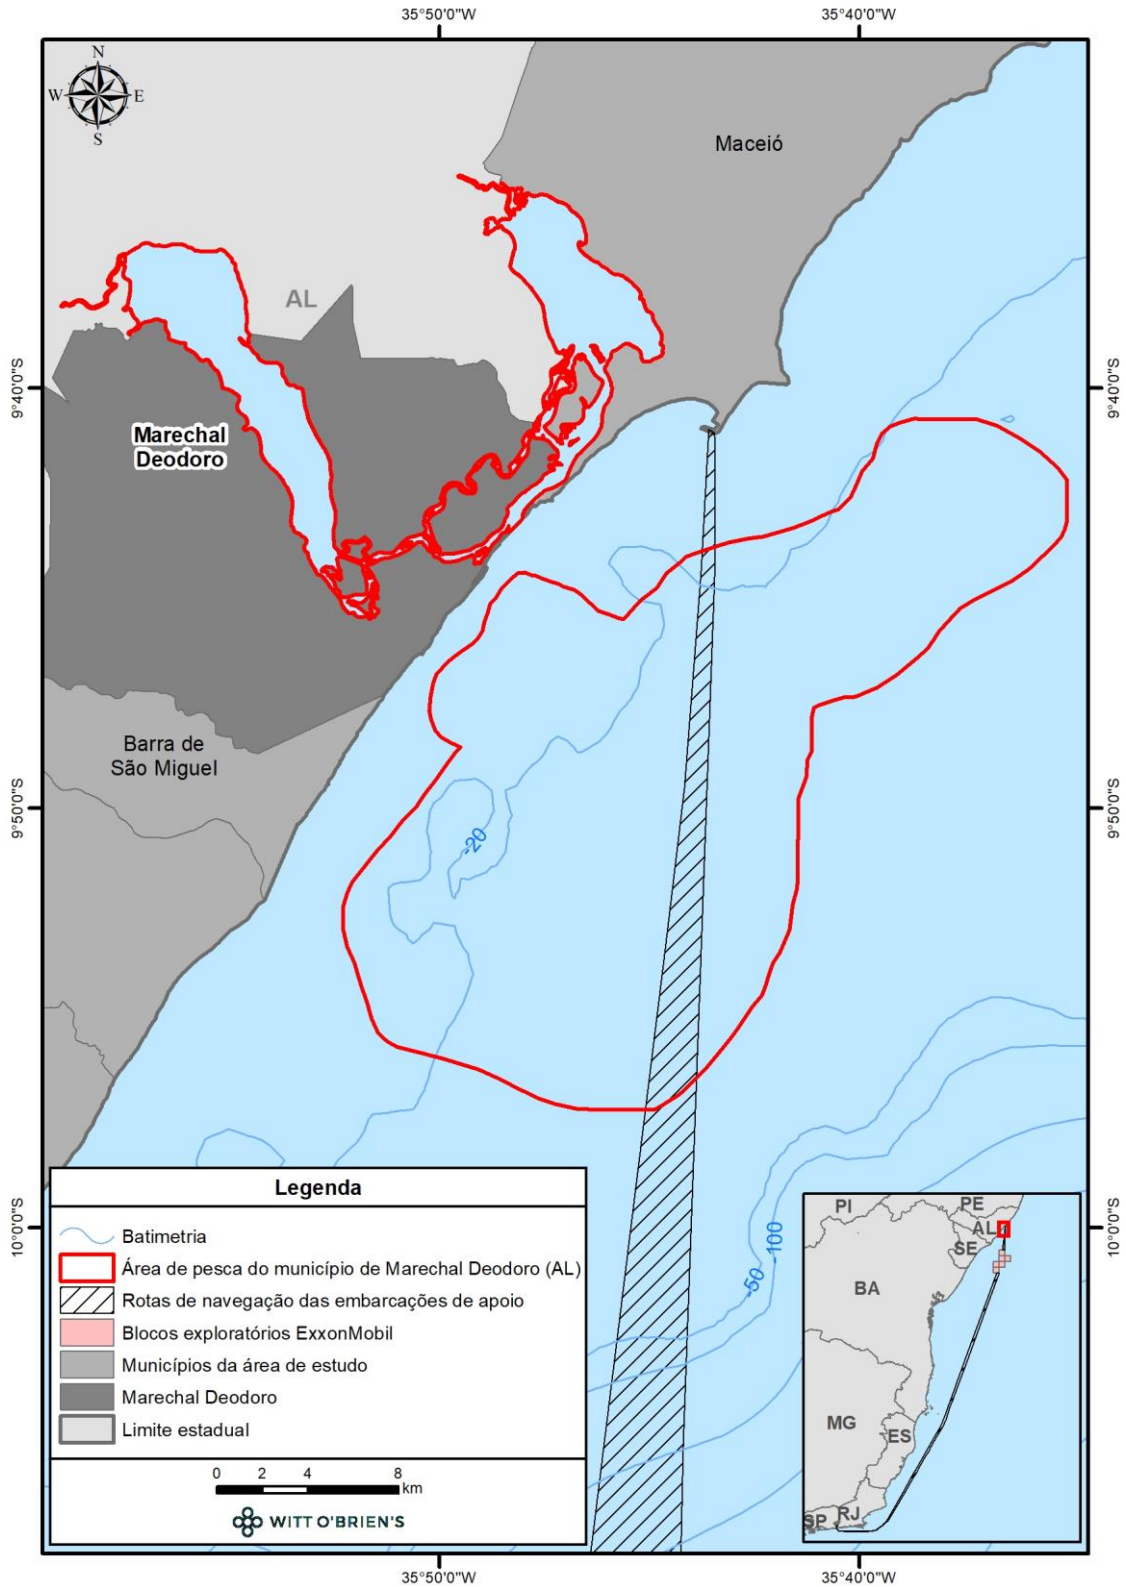 35°50'0"W
35°40'0"W
N
W
E
S
Maceió
AL
9°40'0"S
9°40'0"S
Marechal
Deodoro
Barra de
São Miguel
9°50'0"S
9°50'0"S
-20
10°0'0"S
10°0'0"S
-50
-100
Legenda
Batimetria
Área de pesca do município de Marechal Deodoro (AL)
Rotas de navegação das embarcações de apoio
Blocos exploratórios ExxonMobil
Municípios da área de estudo
Marechal Deodoro
Limite estadual
0 2 4 8
km
WITT O'BRIEN'S
PI
PE
AL
SE
BA
MG
ES
RJ
SP
35°50'0"W
35°40'0"W